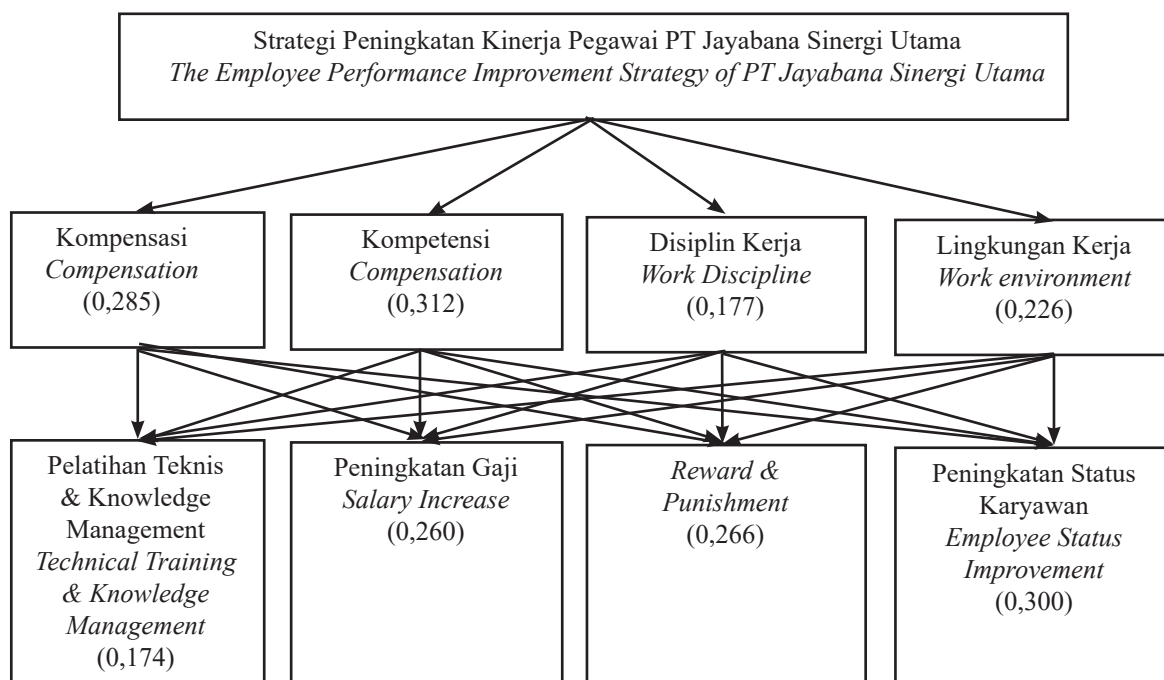 Strategi Peningkatan Kinerja Pegawai PT Jayabana Sinergi Utama
The Employee Performance Improvement Strategy of PT Jayabana Sinergi Utama
Kompensasi
Compensation
(0,285)
Kompetensi
Compensation
(0,312)
Disiplin Kerja
Work Discipline
(0,177)
Lingkungan Kerja
Work environment
(0,226)
Pelatihan Teknis
& Knowledge
Management
Technical Training
& Knowledge
Management
(0,174)
Peningkatan Gaji
Salary Increase
(0,260)
Reward &
Punishment
(0,266)
Peningkatan Status
Karyawan
Employee Status
Improvement
(0,300)